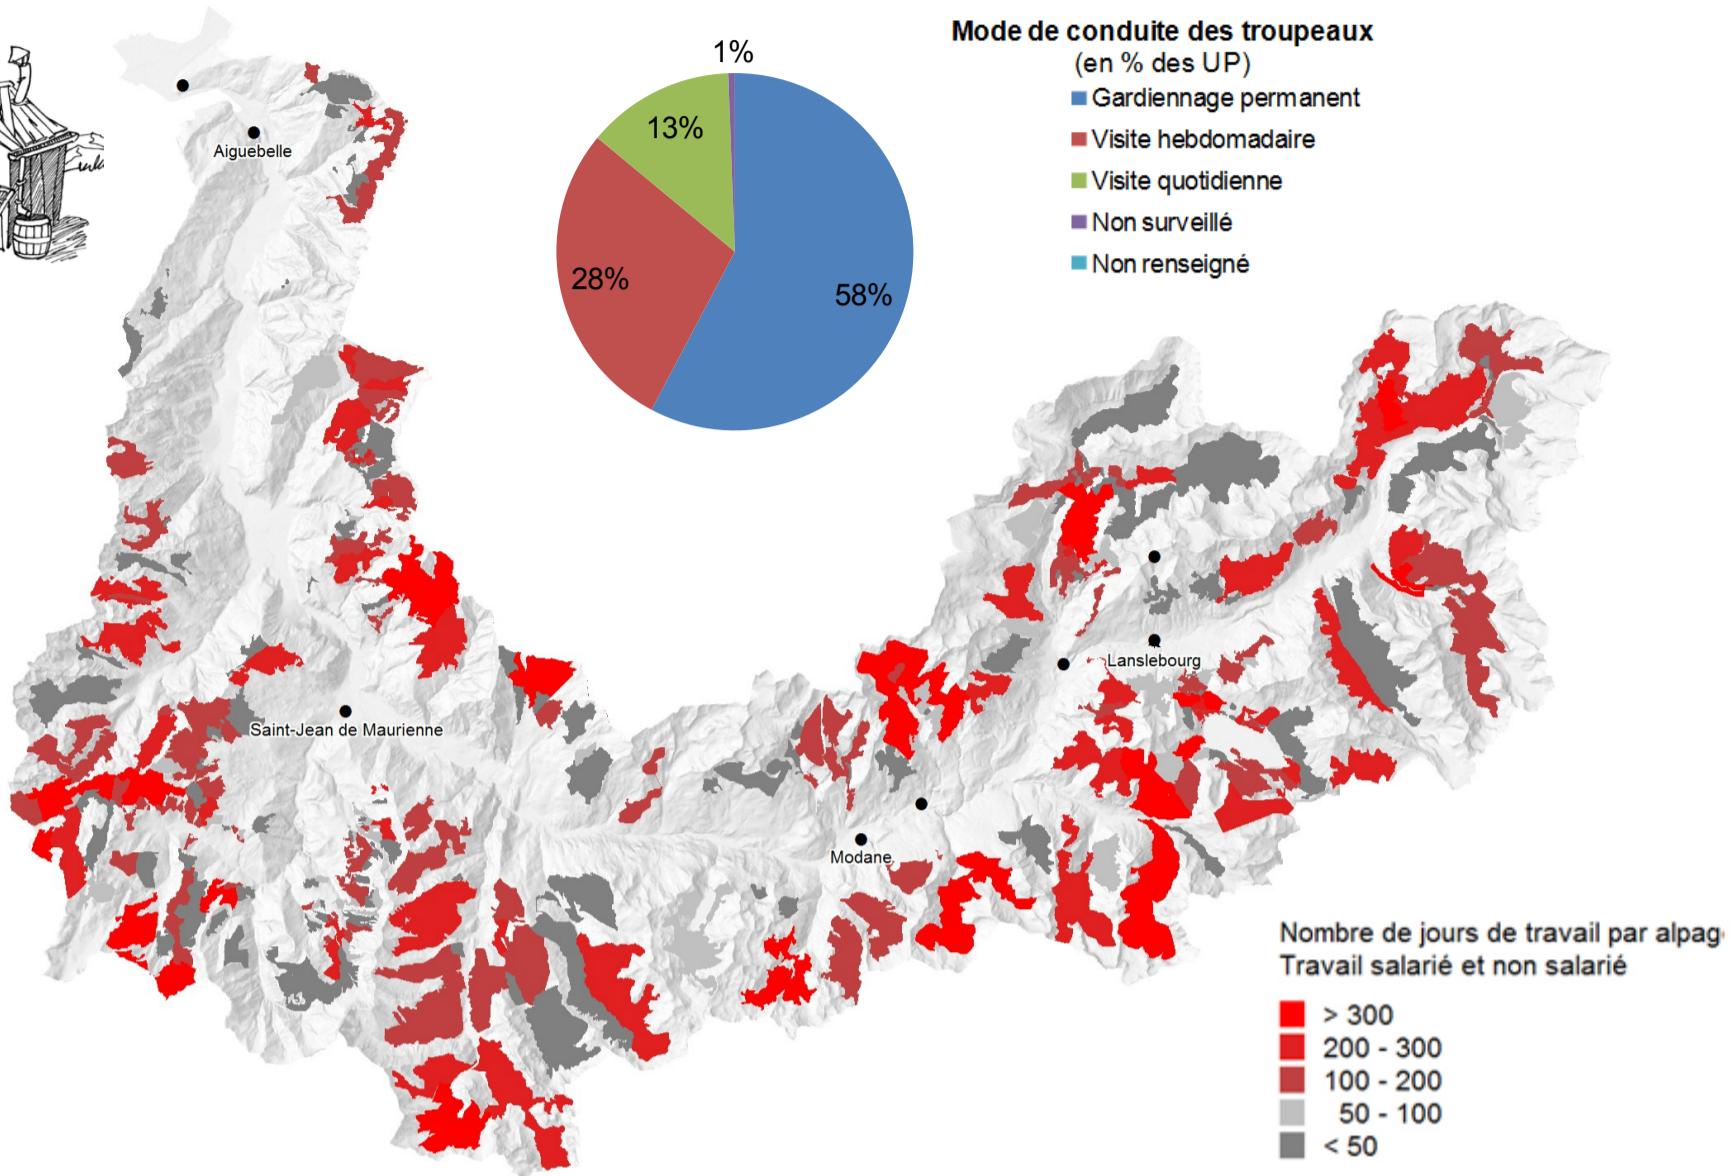 Mode de conduite des troupeaux
(en % des UP)
Gardiennage permanent
Visite hebdomadaire
Visite quotidienne
Non surveillé
Non renseigné
1%
13%
28%
58%
Aiguebelle
Saint-Jean de Maurienne
Lanslebourg
Modane
Nombre de jours de travail par alpag
Travail salarié et non salarié
> 300
200 - 300
100 - 200
50 - 100
< 50